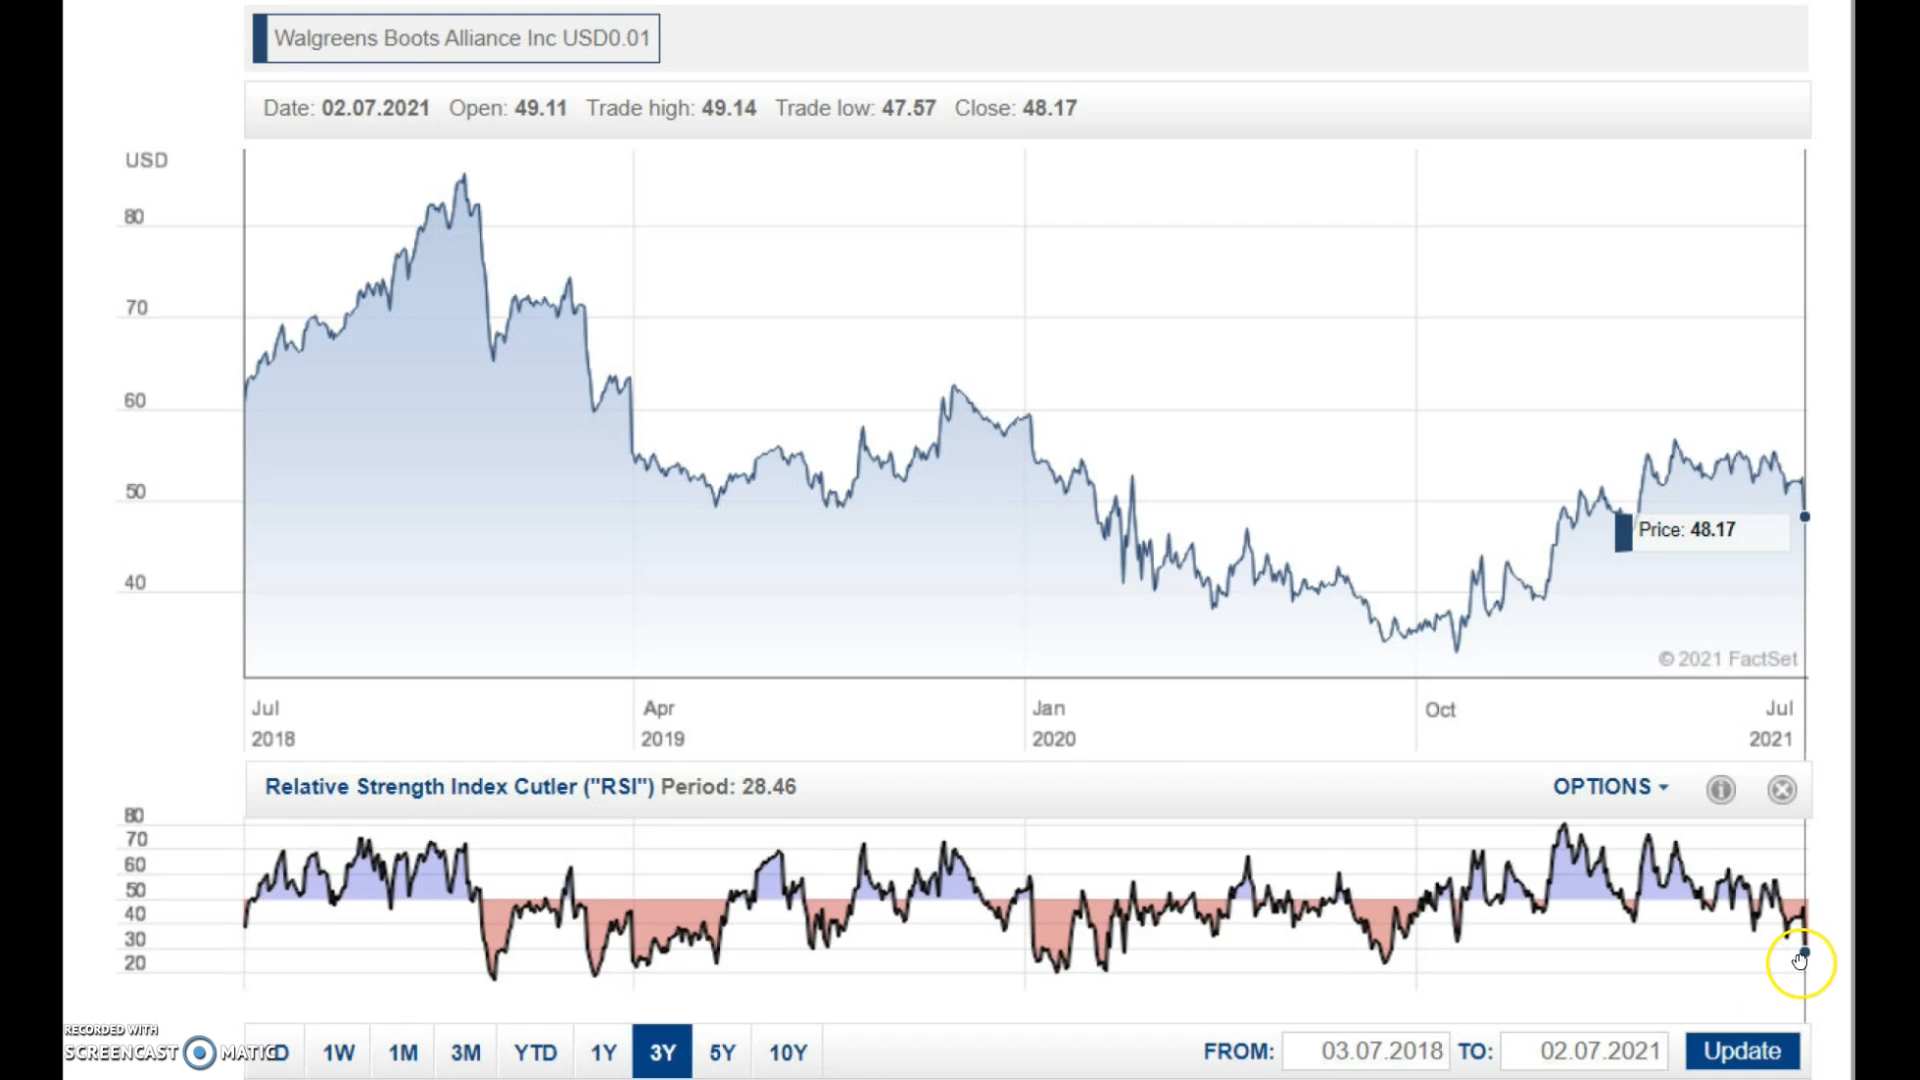 Walgreens Boots Alliance Inc USD0.01
Date: 02.07.2021 Open: 49.11 Trade high: 49.14 Trade low: 47.57 Close: 48.17
USD
80
70
60
50
40
Price: 48.17
© 2021 FactSet
Jul 2018
Apr 2019
Jan 2020
Oct
Jul 2021
Relative Strength Index Cutler ("RSI") Period: 28.46
OPTIONS
80
70
60
50
40
30
20
RECORDED WITH
SCREENCAST MATIC
D 1W 1M 3M YTD 1Y 3Y 5Y 10Y FROM: 03.07.2018 TO: 02.07.2021 Update